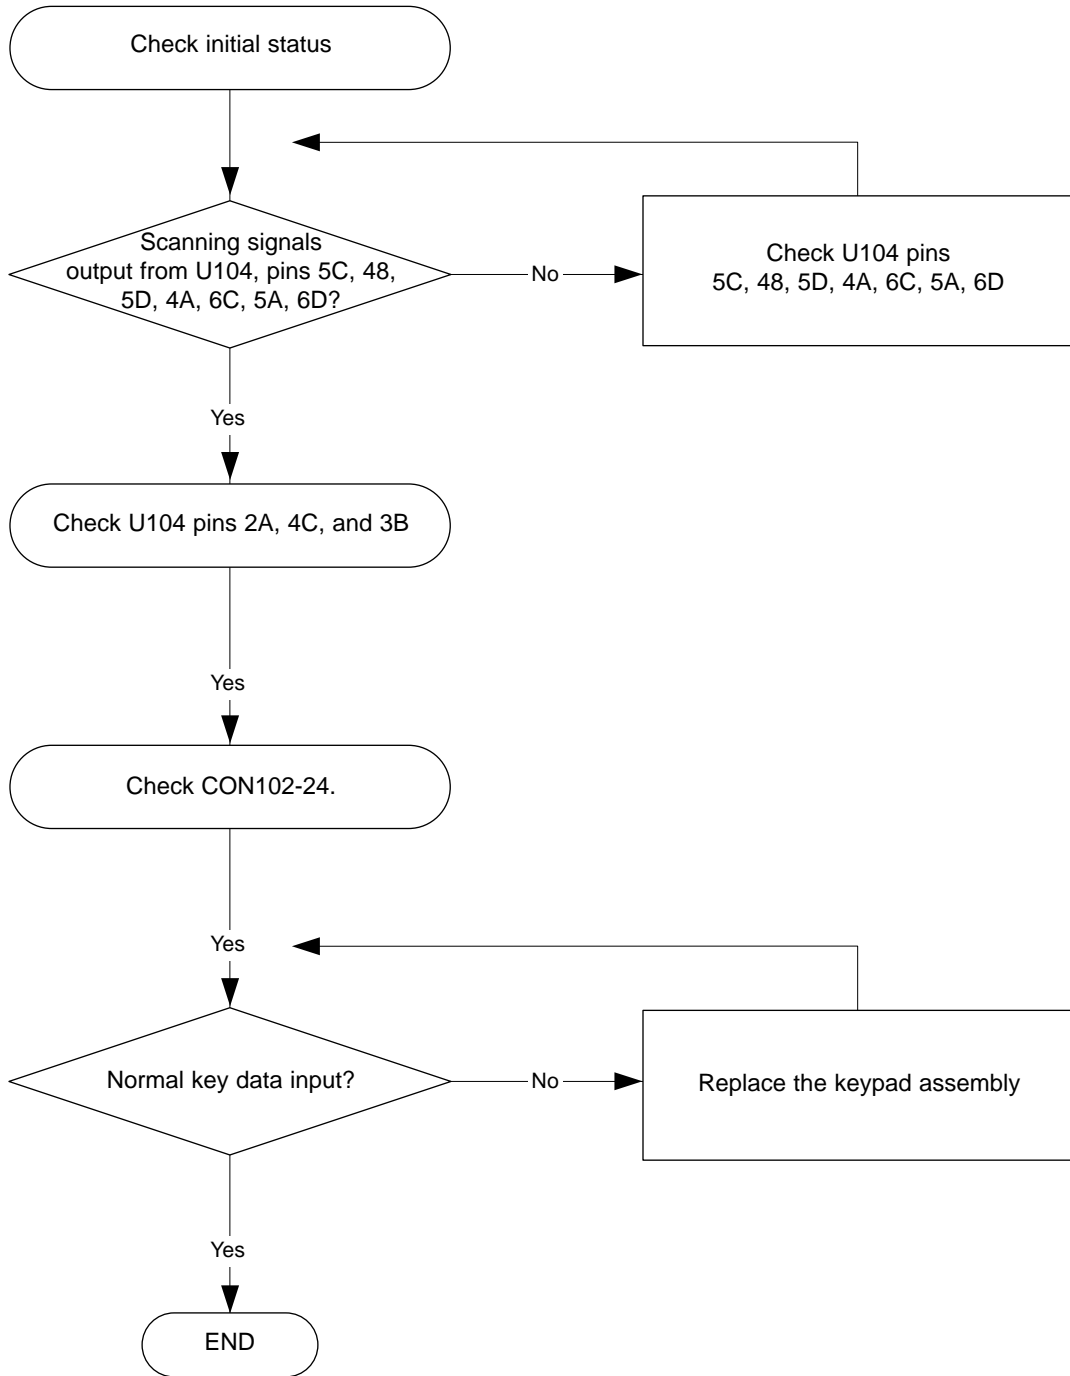 Check initial status
Scanning signals
output from U104, pins 5C, 48,
5D, 4A, 6C, 5A, 6D?
No
Check U104 pins
5C, 48, 5D, 4A, 6C, 5A, 6D
Yes
Check U104 pins 2A, 4C, and 3B
Yes
Check CON102-24.
Yes
Normal key data input?
No
Replace the keypad assembly
Yes
END